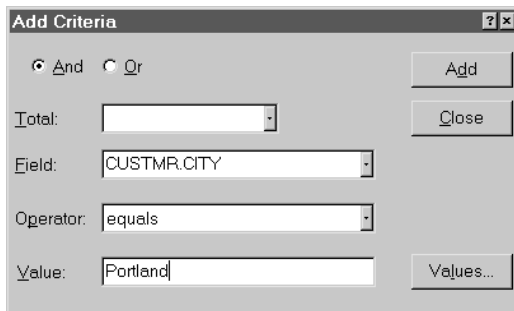 Add Criteria
And Or Add
Total: Close
Field: CUSTMR.CITY
Operator: equals
Value: Portland Values...